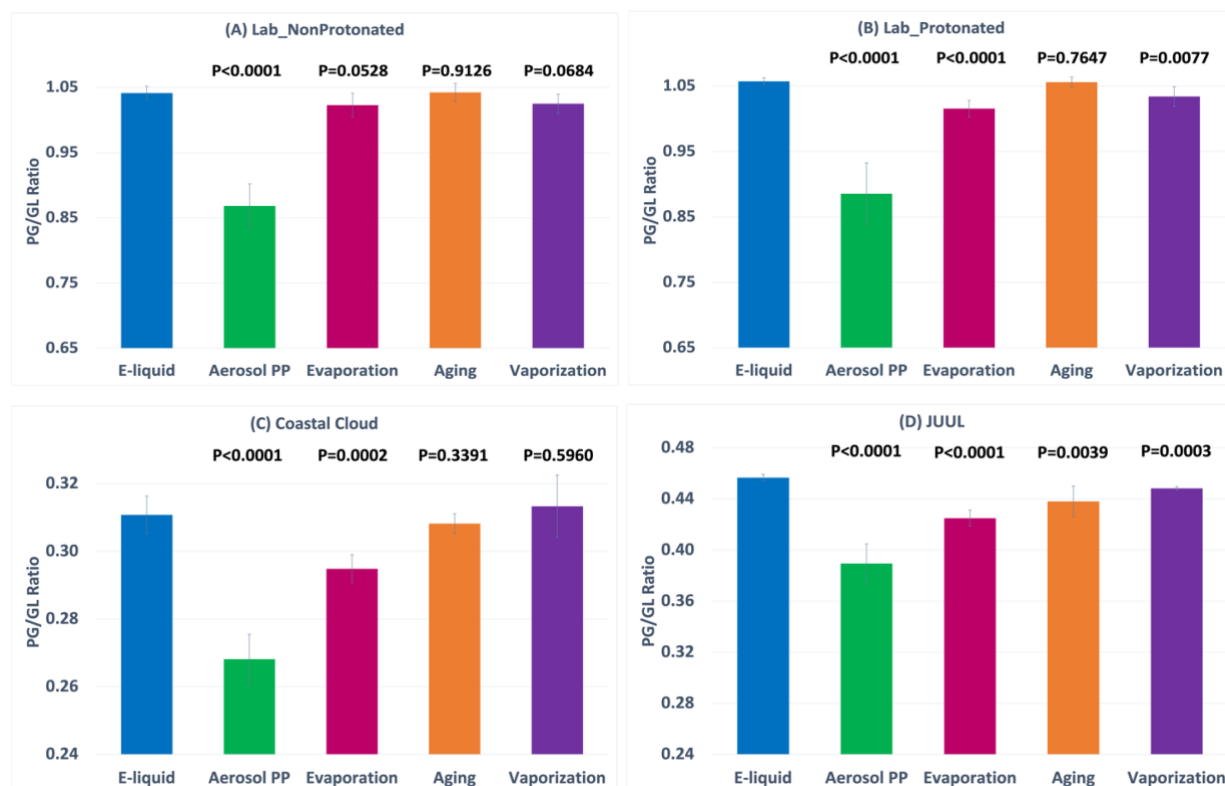 (A) Lab_NonProtonated
P<0.0001 P=0.0528 P=0.9126 P=0.0684
PG/GL Ratio
1.05
0.95
0.85
0.75
0.65
E-liquid Aerosol PP Evaporation Aging Vaporization
(B) Lab_Protonated
P<0.0001 P<0.0001 P=0.7647 P=0.0077
PG/GL Ratio
1.05
0.95
0.85
0.75
0.65
E-liquid Aerosol PP Evaporation Aging Vaporization
(C) Coastal Cloud
P<0.0001 P=0.0002 P=0.3391 P=0.5960
PG/GL Ratio
0.32
0.30
0.28
0.26
0.24
E-liquid Aerosol PP Evaporation Aging Vaporization
(D) JUUL
P<0.0001 P<0.0001 P=0.0039 P=0.0003
PG/GL Ratio
0.48
0.44
0.40
0.36
0.32
0.28
0.24
E-liquid Aerosol PP Evaporation Aging Vaporization